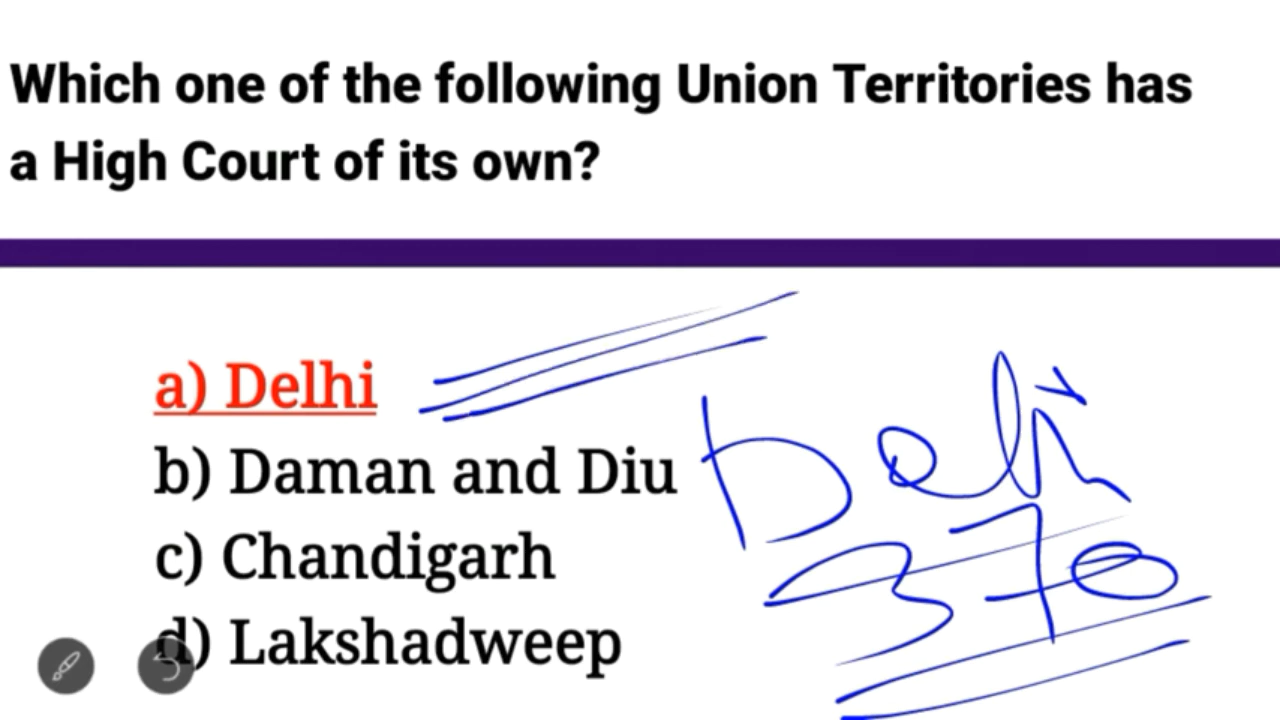 Which one of the following Union Territories has
a High Court of its own?
a) Delhi
b) Daman and Diu
c) Chandigarh
d) Lakshadweep
Delhi
370